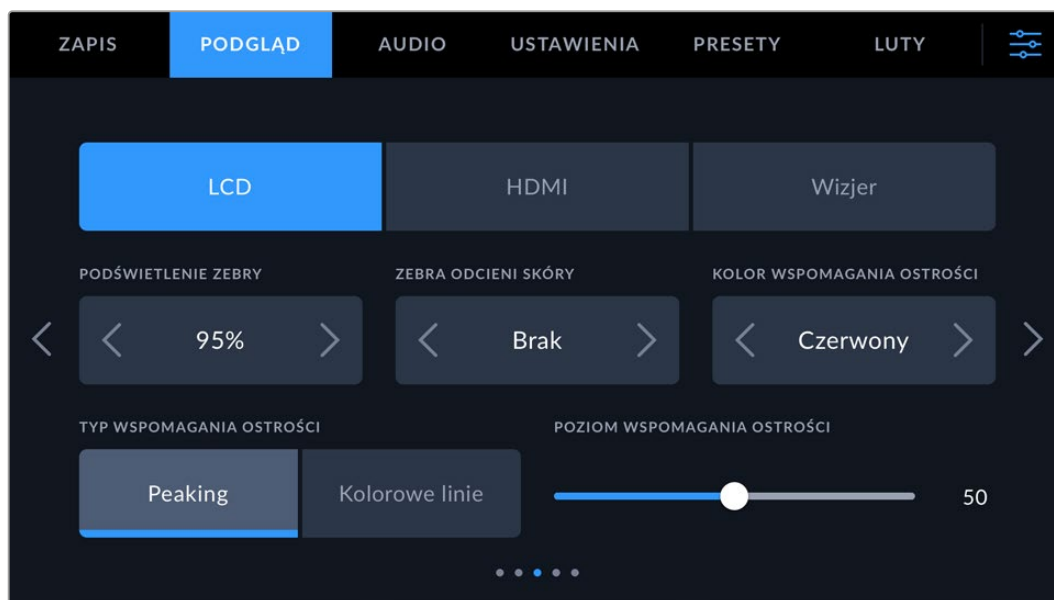 ZAPIS PODGLĄD AUDIO USTAWIENIA PRESETY LUTY
LCD HDMI Wizjer
PODŚWIETLENIE ZEBRY ZEBRA ODCIENI SKÓRY KOLOR WSPOMAGANIA OSTROŚCI
95% Brak Czerwony
TYP WSPOMAGANIA OSTROŚCI POZIOM WSPOMAGANIA OSTROŚCI
Peaking Kolorowe linie 50